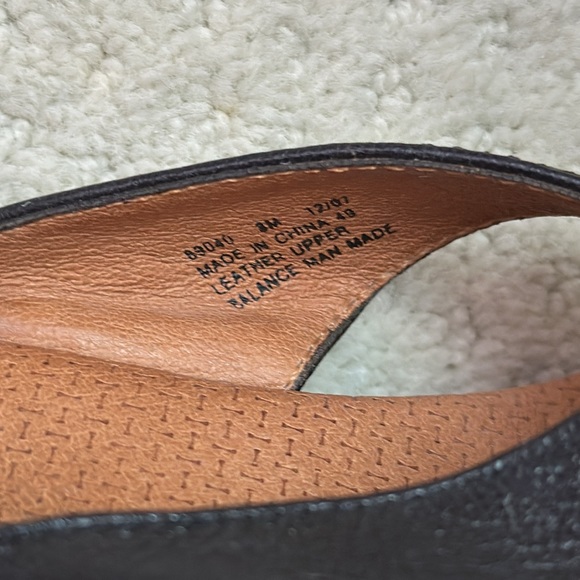 89040 8M 12/07
MADE IN CHINA 49
LEATHER UPPER
BALANCE MAN MADE